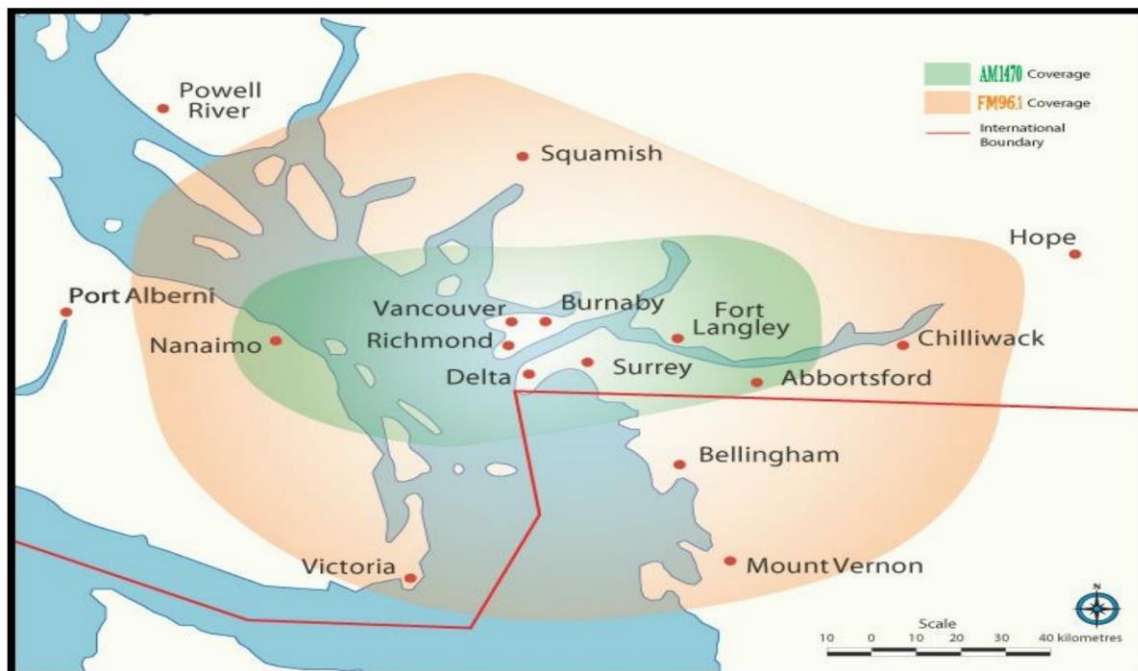 AM1470 Coverage
FM96.1 Coverage
International
Boundary
Powell
River
Squamish
Hope
Port Alberni
Vancouver
Burnaby
Fort
Langley
Nanaimo
Richmond
Chilliwack
Delta
Surrey
Abbortsford
Bellingham
Victoria
Mount Vernon
N
Scale
10 0 10 20 30 40 kilometres